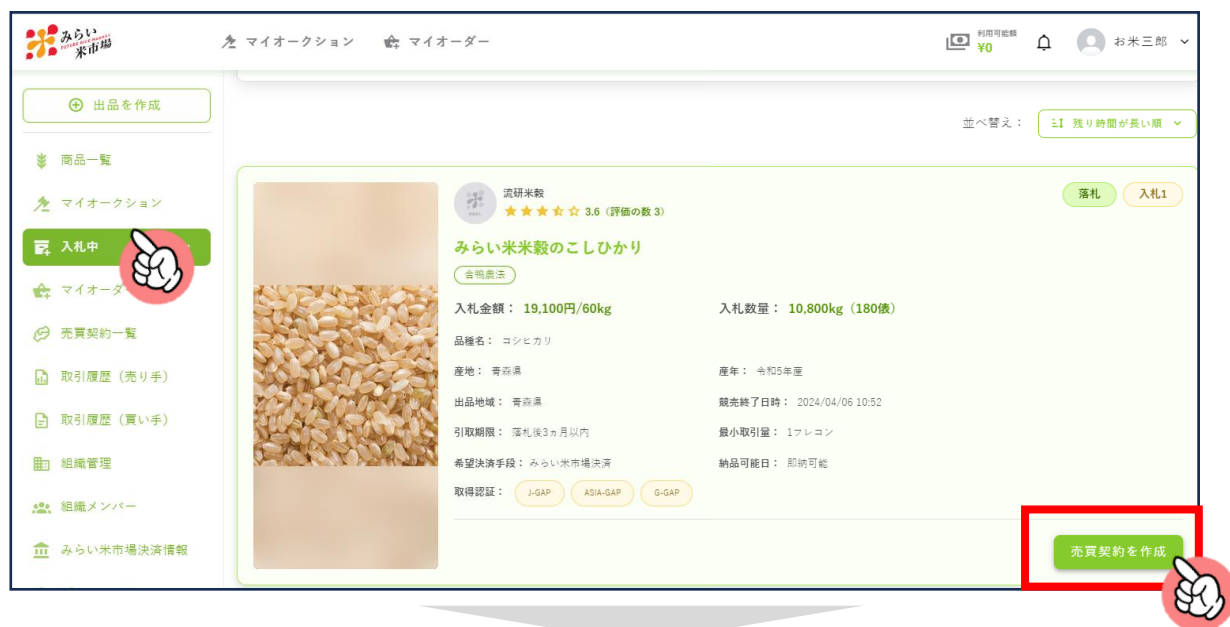 みらい
FUTURE RICE MARKET
米市場
マイオークション
マイオーダー
利用可能額
¥0
お米三郎
出品を作成
並べ替え：
残り時間が長い順
商品一覧
マイオークション
入札中
マイオーダ
売買契約一覧
取引履歴（売り手）
取引履歴（買い手）
組織管理
組織メンバー
みらい米市場決済情報
流研米穀
3.6（評価の数 3）
落札
入札1
みらい米米穀のこしひかり
合鴨農法
入札金額： 19,100円/60kg
入札数量： 10,800kg（180俵）
品種名： コシヒカリ
産地： 青森県
産年： 令和5年産
出品地域： 青森県
競売終了日時： 2024/04/06 10:52
引取期限： 落札後3ヵ月以内
最小取引量： 1フレコン
希望決済手段： みらい米市場決済
納品可能日： 即納可能
取得認証：
J-GAP
ASIA-GAP
G-GAP
売買契約を作成